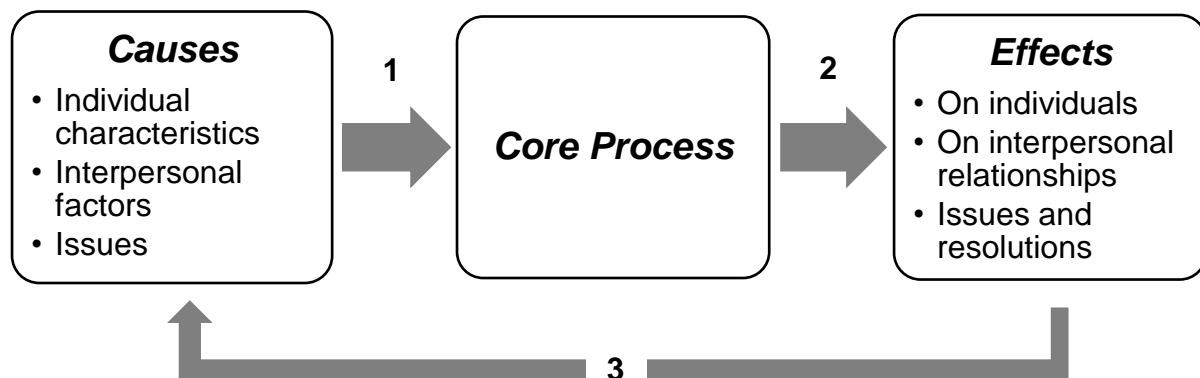 Causes
• Individual
characteristics
• Interpersonal
factors
• Issues
1
Core Process
2
Effects
• On individuals
• On interpersonal
relationships
• Issues and
resolutions
3